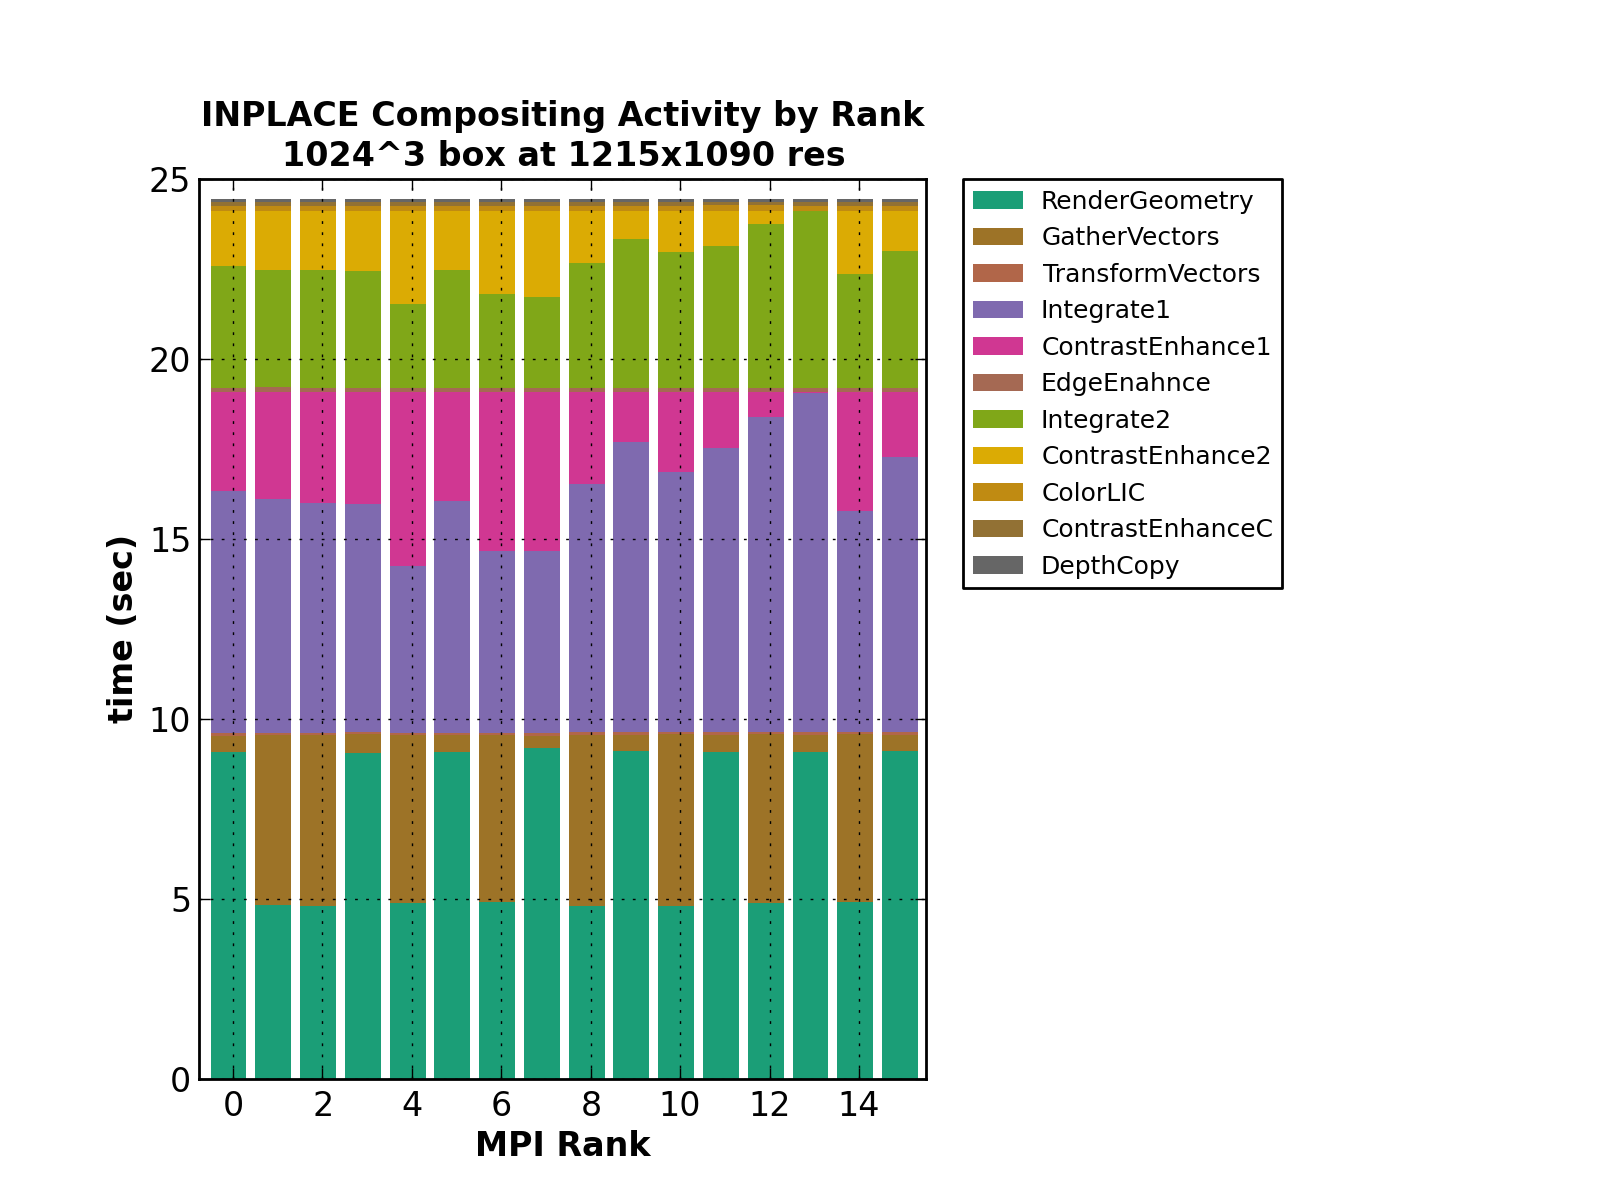 INPLACE Compositing Activity by Rank
1024^3 box at 1215x1090 res
25
20
15
10
5
0
time (sec)
0 2 4 6 8 10 12 14
MPI Rank
RenderGeometry
GatherVectors
TransformVectors
Integrate1
ContrastEnhance1
EdgeEnahnce
Integrate2
ContrastEnhance2
ColorLIC
ContrastEnhanceC
DepthCopy